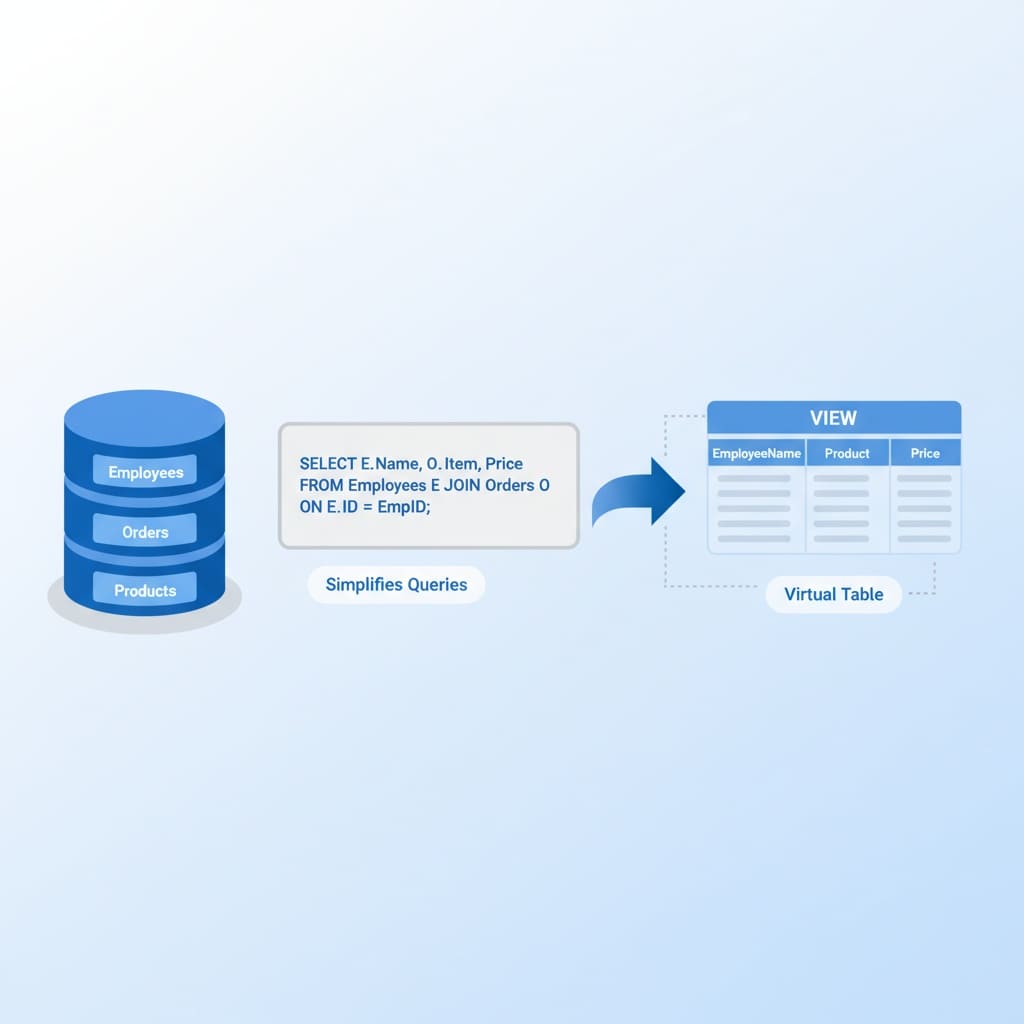 Employees
Orders
Products
SELECT E.Name, O.Item, Price
FROM Employees E JOIN Orders O
ON E.ID = EmpID;
Simplifies Queries
VIEW
EmployeeName Product Price
Virtual Table